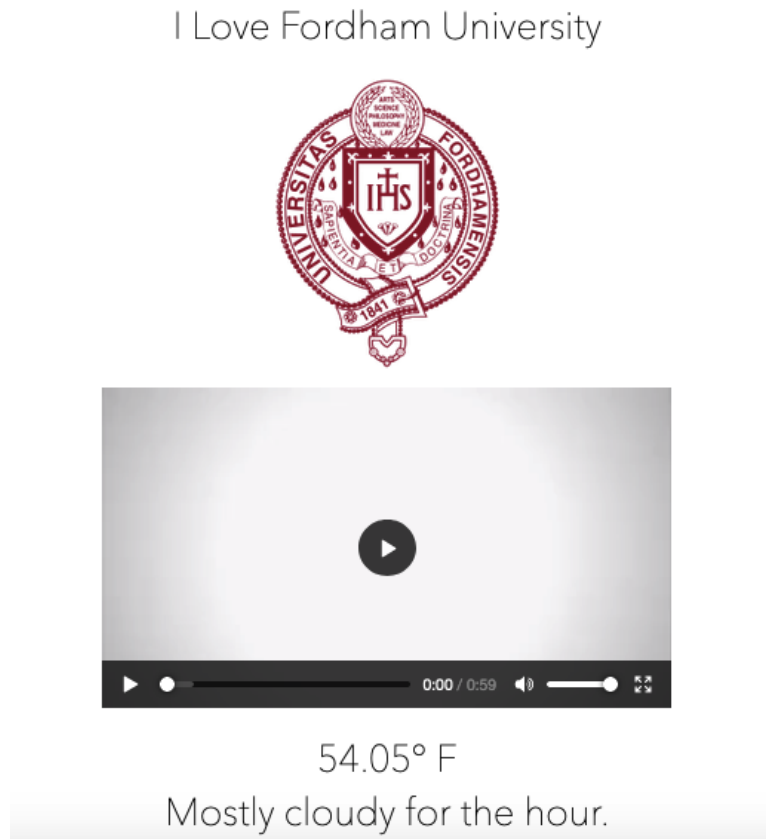 I Love Fordham University
ARTS
SCIENCE
PHILOSOPHY
MEDICINE
LAW
UNIVERSITAS FORDHAMENSIS
IHS
SAPIENTIA ET DOCTRINA
1841
0:00 / 0:59
54.05° F
Mostly cloudy for the hour.